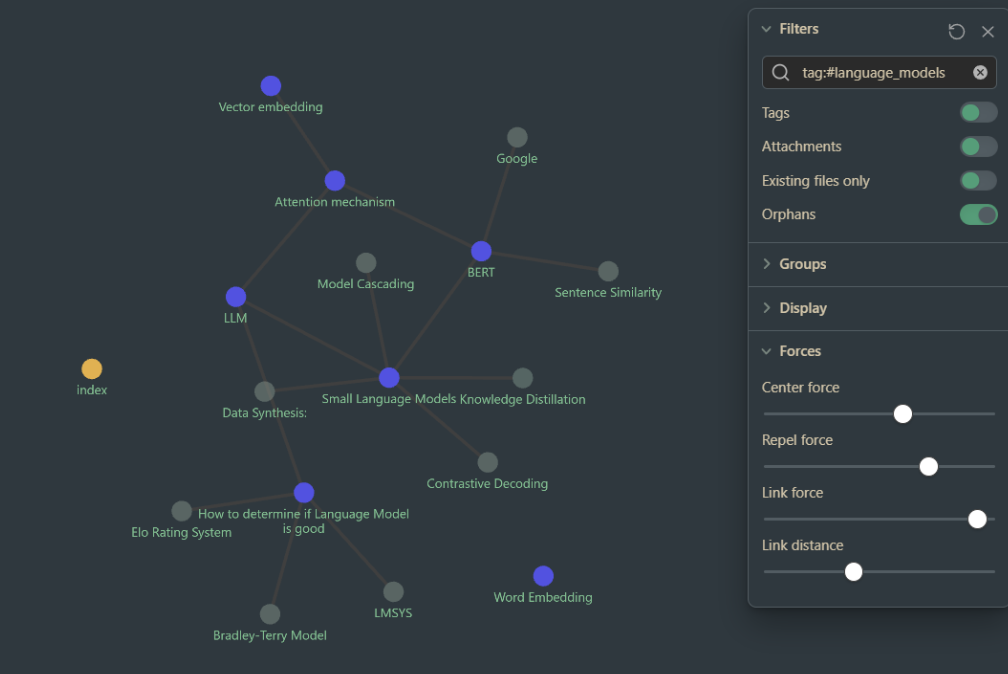 Vector embedding
Google
Attention mechanism
BERT
Model Cascading
Sentence Similarity
LLM
index
Small Language Models
Knowledge Distillation
Data Synthesis:
Contrastive Decoding
How to determine if Language Model
is good
Elo Rating System
Word Embedding
LMSYS
Bradley-Terry Model
Filters
tag:#language_models
Tags
Attachments
Existing files only
Orphans
Groups
Display
Forces
Center force
Repel force
Link force
Link distance